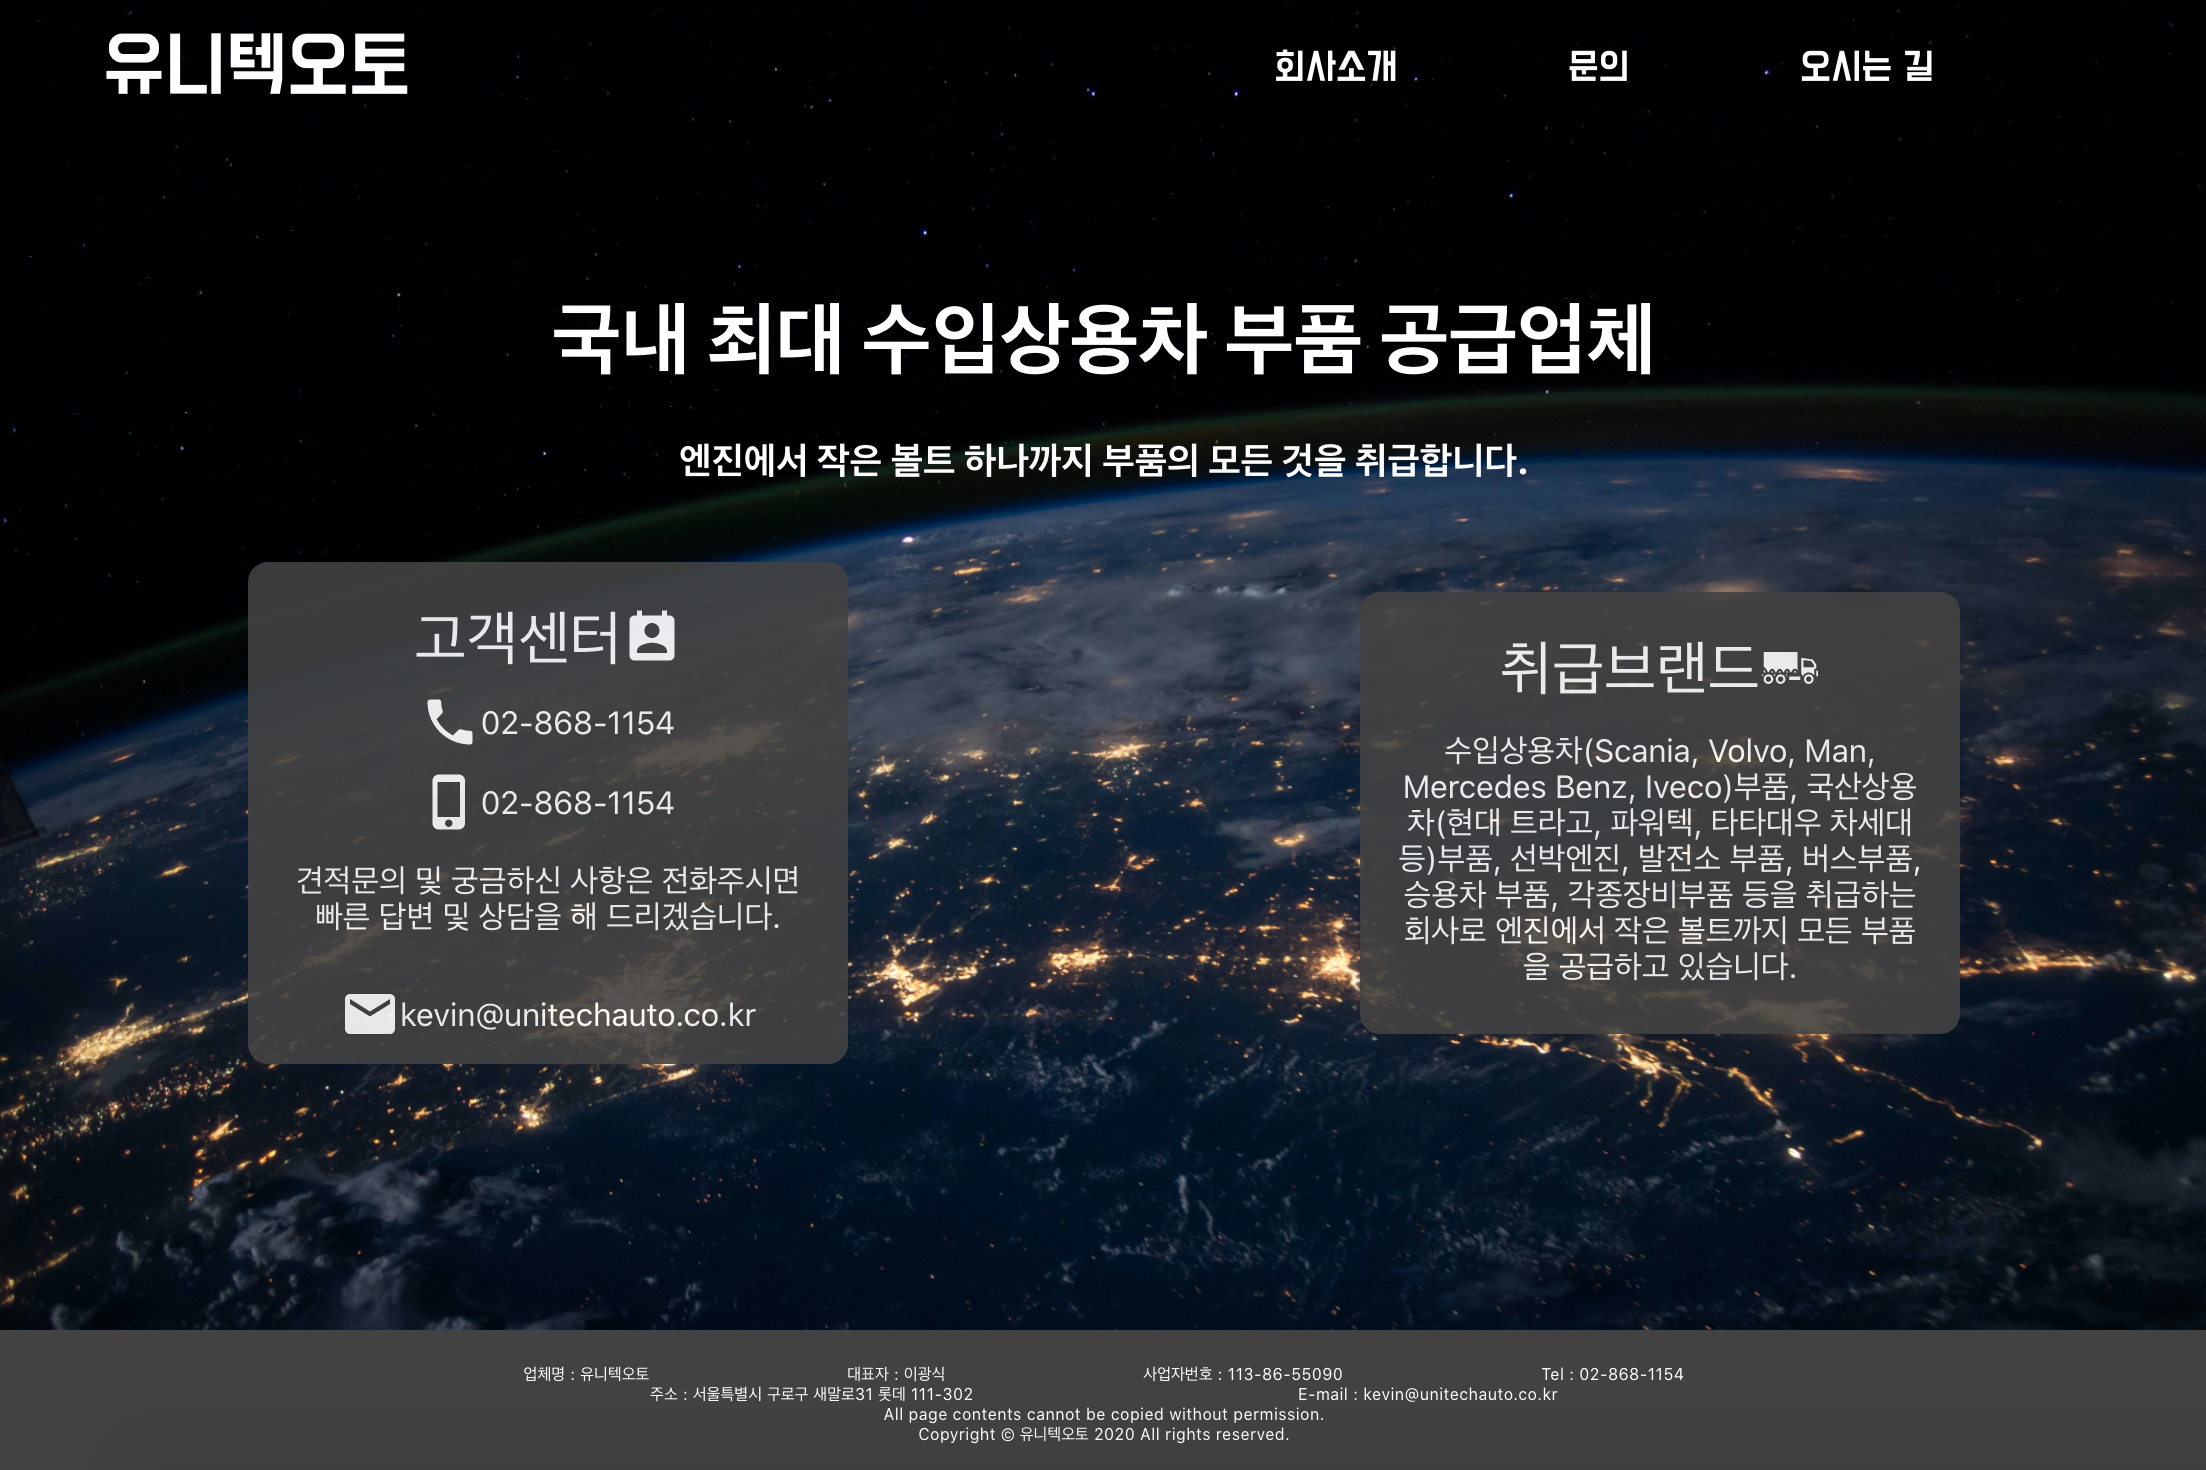 유니텍오토
회사소개 문의 오시는 길
국내 최대 수입상용차 부품 공급업체
엔진에서 작은 볼트 하나까지 부품의 모든 것을 취급합니다.
고객센터
02-868-1154
02-868-1154
견적문의 및 궁금하신 사항은 전화주시면
빠른 답변 및 상담을 해 드리겠습니다.
kevin@unitechauto.co.kr
취급브랜드
수입상용차(Scania, Volvo, Man,
Mercedes Benz, Iveco)부품, 국산상용
차(현대 트라고, 파워텍, 타타대우 차세대
등)부품, 선박엔진, 발전소 부품, 버스부품,
승용차 부품, 각종장비부품 등을 취급하는
회사로 엔진에서 작은 볼트까지 모든 부품
을 공급하고 있습니다.
업체명 : 유니텍오토 대표자 : 이광식 사업자번호 : 113-86-55090 Tel : 02-868-1154
주소 : 서울특별시 구로구 새말로31 롯데 111-302 E-mail : kevin@unitechauto.co.kr
All page contents cannot be copied without permission.
Copyright © 유니텍오토 2020 All rights reserved.